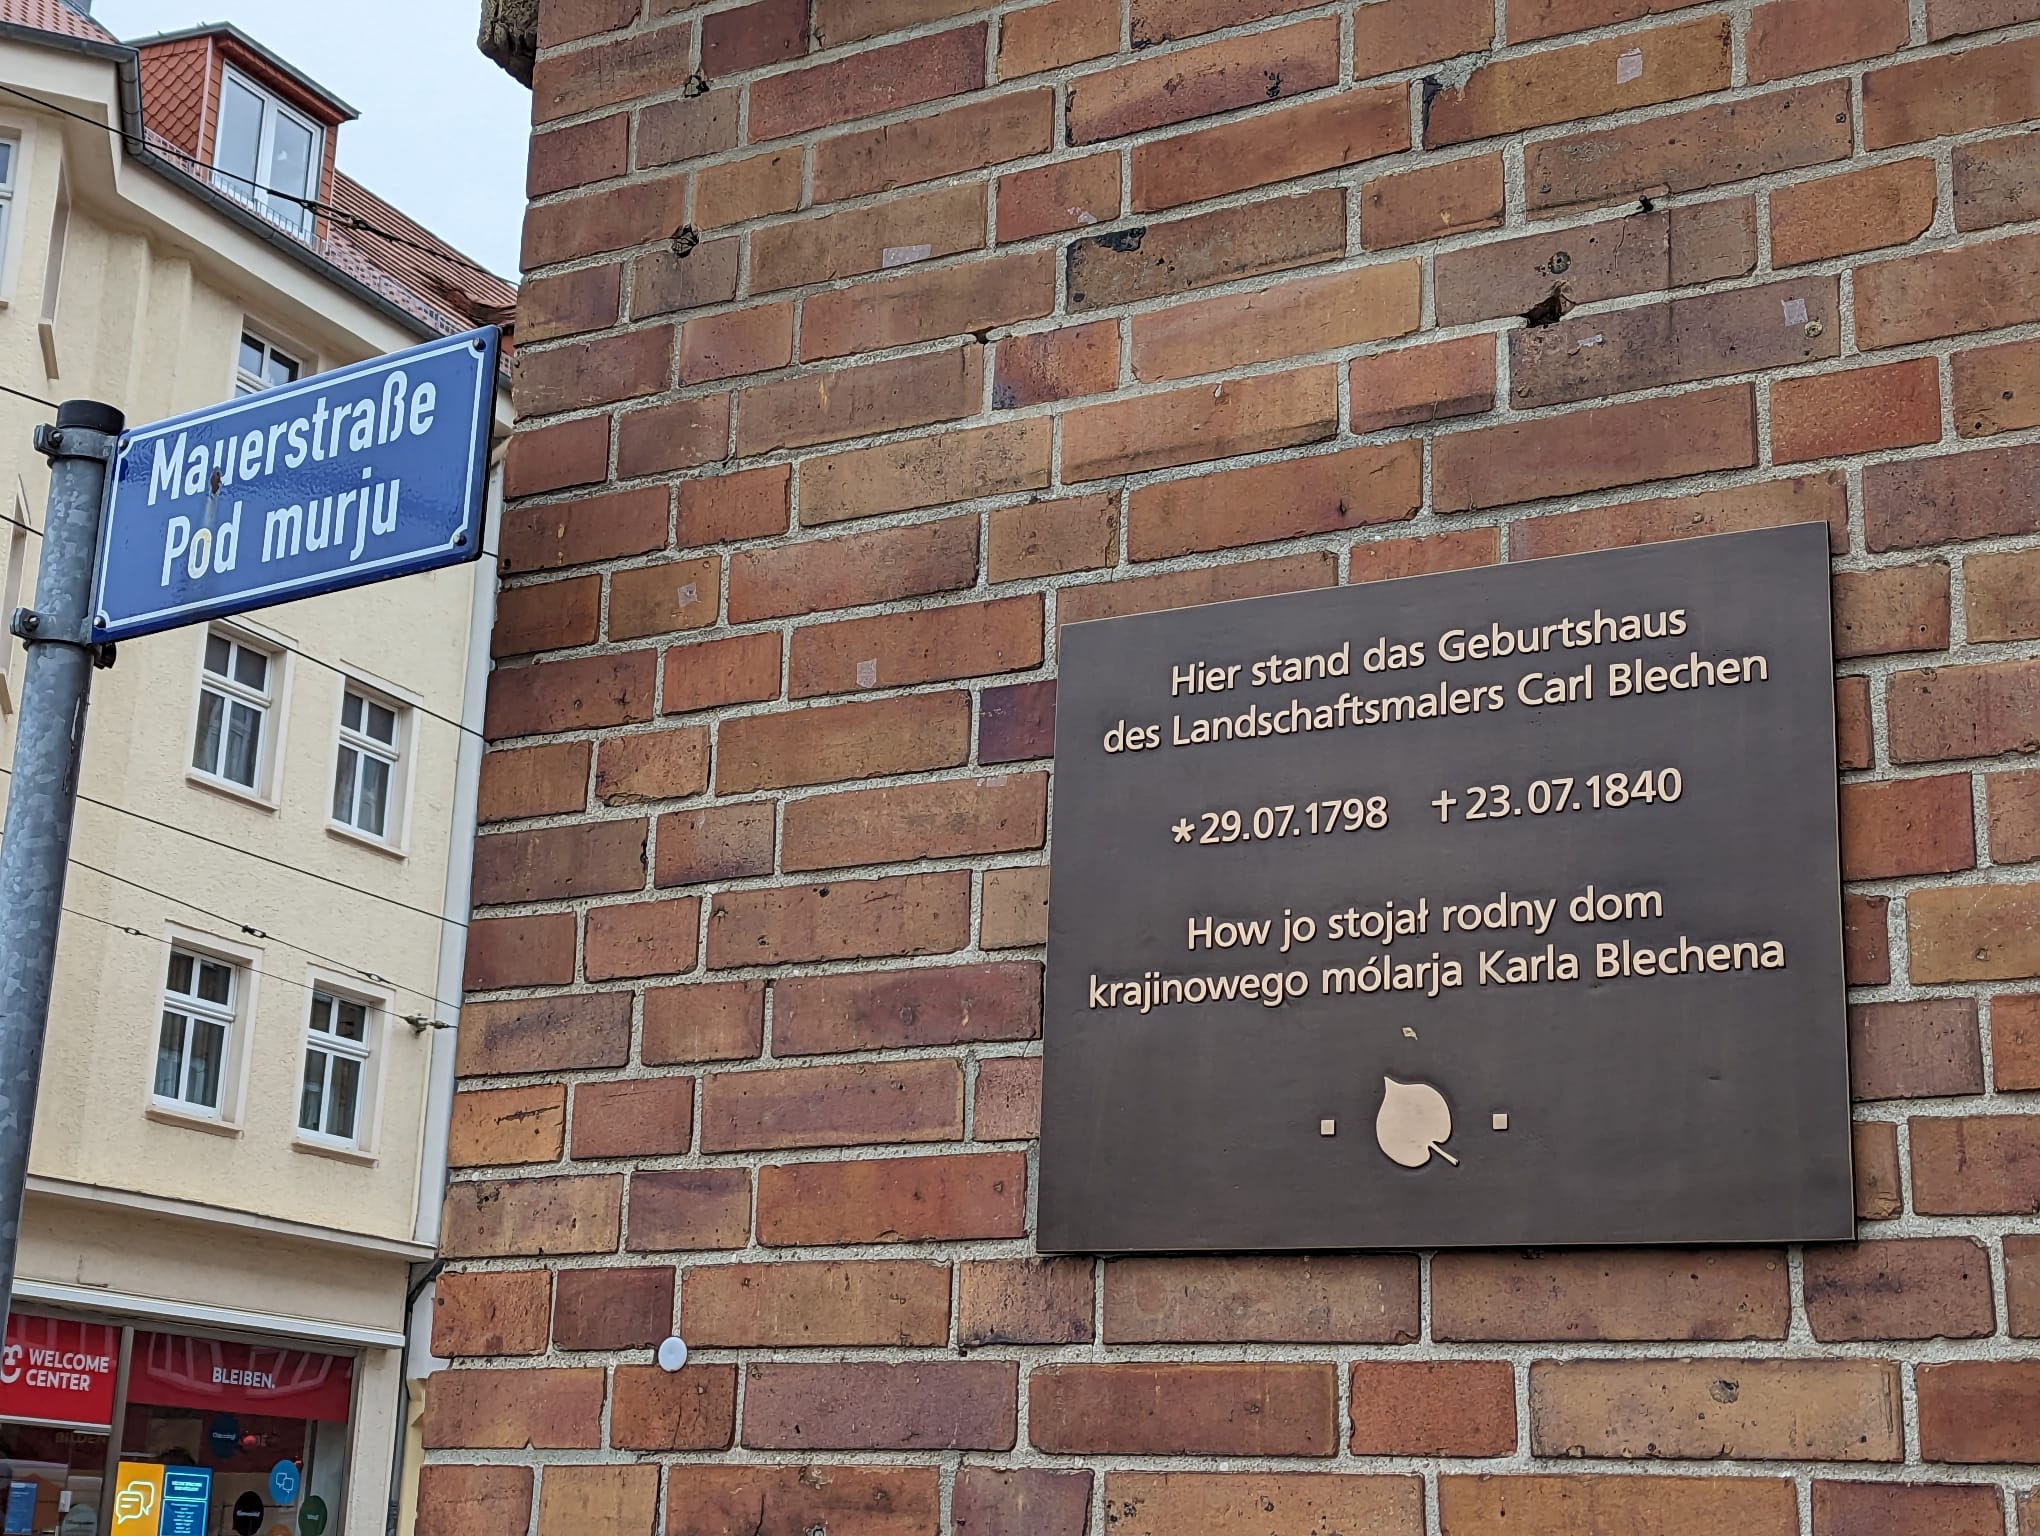 Mauerstraße
Pod murju
Hier stand das Geburtshaus
des Landschaftsmalers Carl Blechen
*29.07.1798 †23.07.1840
How jo stojał rodny dom
krajinowego mólarja Karla Blechena
WELCOME
CENTER
BLEIBEN.